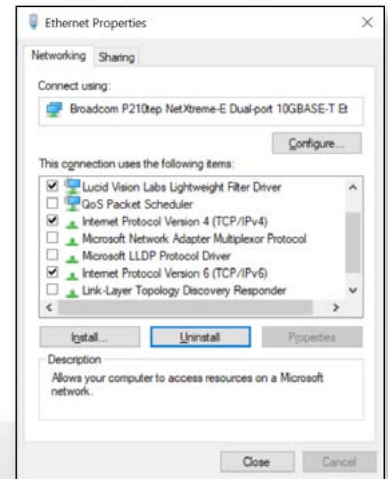 Ethernet Properties
Networking Sharing
Connect using:
Broadcom P210tep NetXtreme-E Dual-port 10GBASE-T Et
Configure...
This connection uses the following items:
Lucid Vision Labs Lightweight Filter Driver
QoS Packet Scheduler
Internet Protocol Version 4 (TCP/IPv4)
Microsoft Network Adapter Multiplexor Protocol
Microsoft LLDP Protocol Driver
Internet Protocol Version 6 (TCP/IPv6)
Link-Layer Topology Discovery Responder
Install... Uninstall Properties
Description
Allows your computer to access resources on a Microsoft
network.
Close Cancel